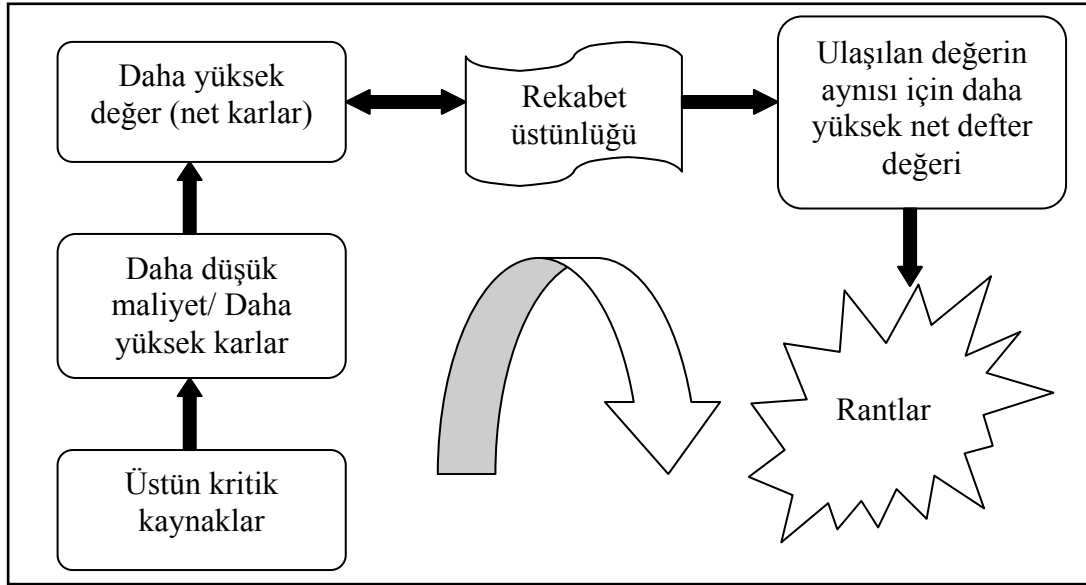 Daha yüksek
değer (net karlar)
Rekabet
üstünlüğü
Ulaşılan değerin
aynısı için daha
yüksek net defter
değeri
Daha düşük
maliyet/ Daha
yüksek karlar
Rantlar
Üstün kritik
kaynaklar